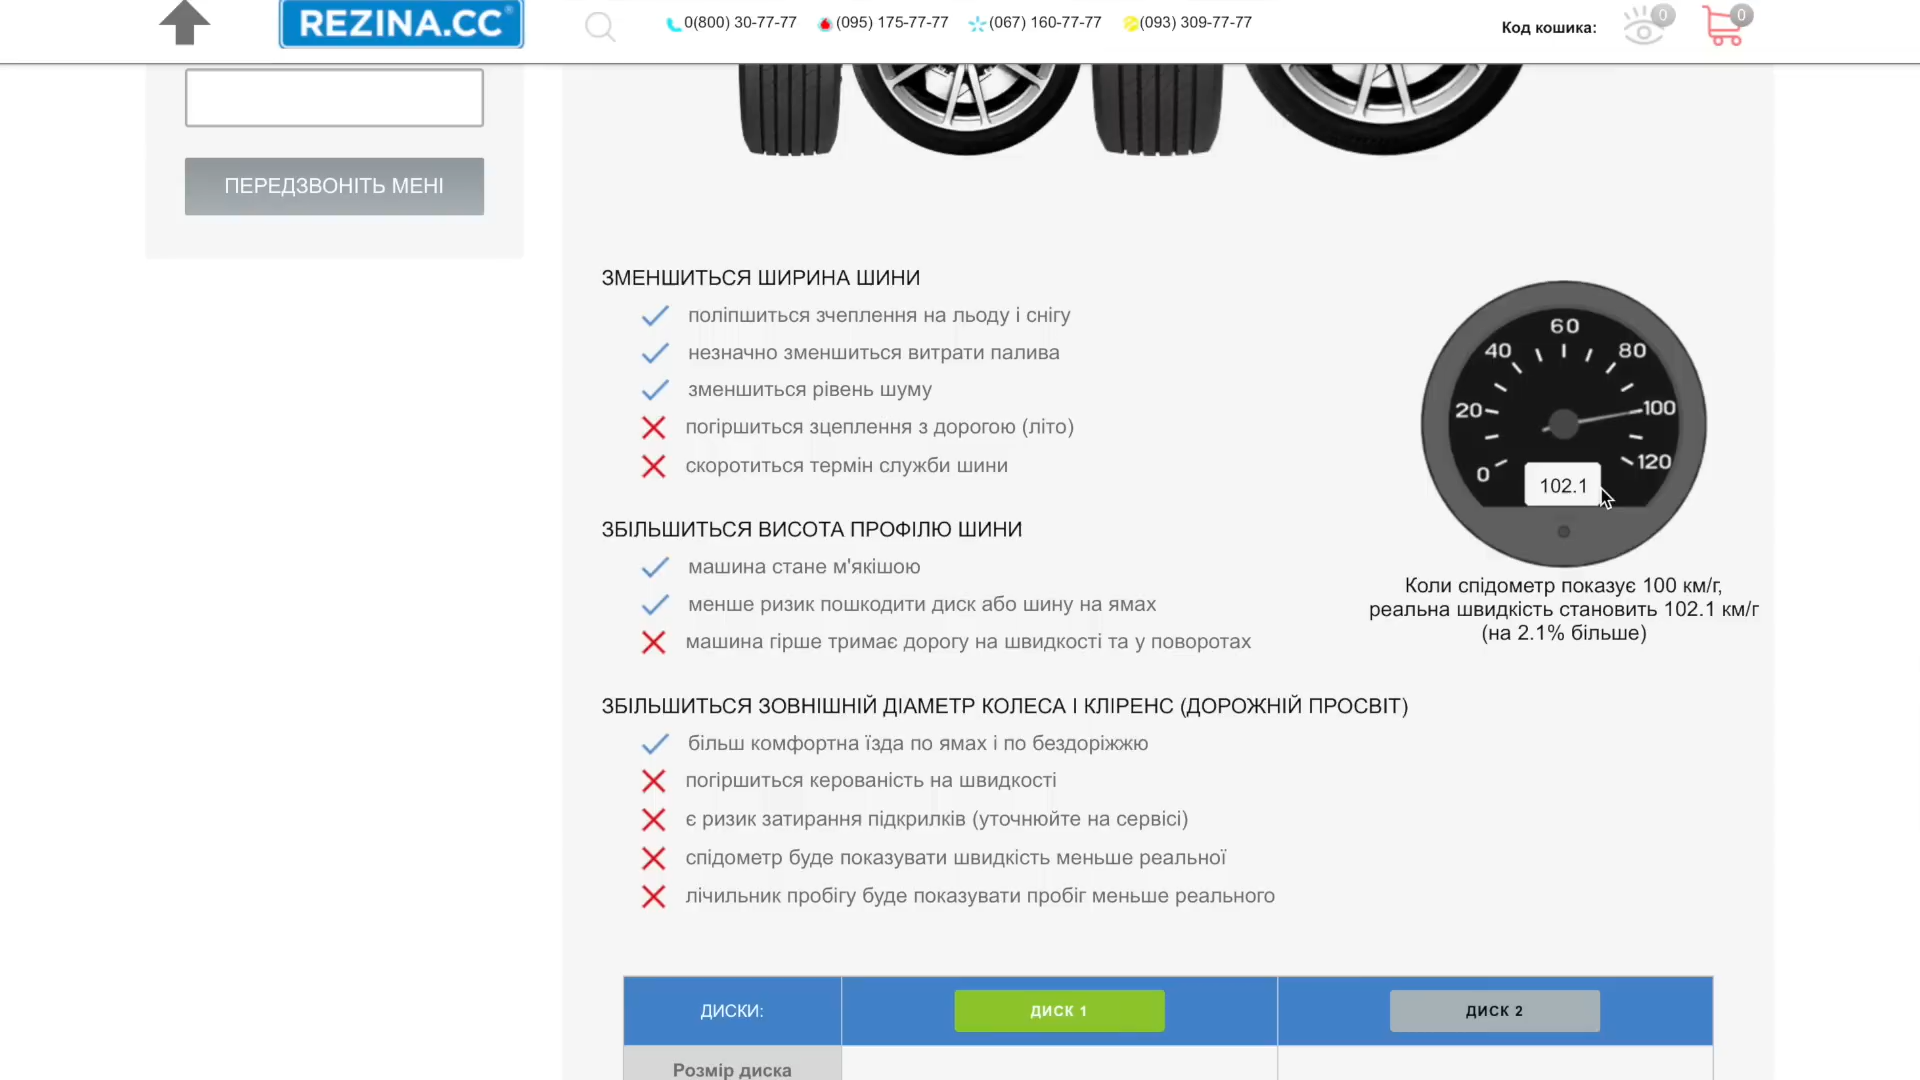 REZINA.CC®
0(800) 30-77-77
(095) 175-77-77
(067) 160-77-77
(093) 309-77-77
Код кошика:
0
0
ПЕРЕДЗВОНІТЬ МЕНІ
ЗМЕНШИТЬСЯ ШИРИНА ШИНИ
поліпшиться зчеплення на льоду і снігу
незначно зменшиться витрати палива
зменшиться рівень шуму
погіршиться зцеплення з дорогою (літо)
скоротиться термін служби шини
0 20 40 60 80 100 120
102.1
Коли спідометр показує 100 км/г,
реальна швидкість становить 102.1 км/г
(на 2.1% більше)
ЗБІЛЬШИТЬСЯ ВИСОТА ПРОФІЛЮ ШИНИ
машина стане м'якішою
менше ризик пошкодити диск або шину на ямах
машина гірше тримає дорогу на швидкості та у поворотах
ЗБІЛЬШИТЬСЯ ЗОВНІШНІЙ ДІАМЕТР КОЛЕСА І КЛІРЕНС (ДОРОЖНІЙ ПРОСВІТ)
більш комфортна їзда по ямах і по бездоріжжю
погіршиться керованість на швидкості
є ризик затирання підкрилків (уточнюйте на сервісі)
спідометр буде показувати швидкість меньше реальної
лічильник пробігу буде показувати пробіг меньше реального
ДИСКИ:
ДИСК 1
ДИСК 2
Розмір диска